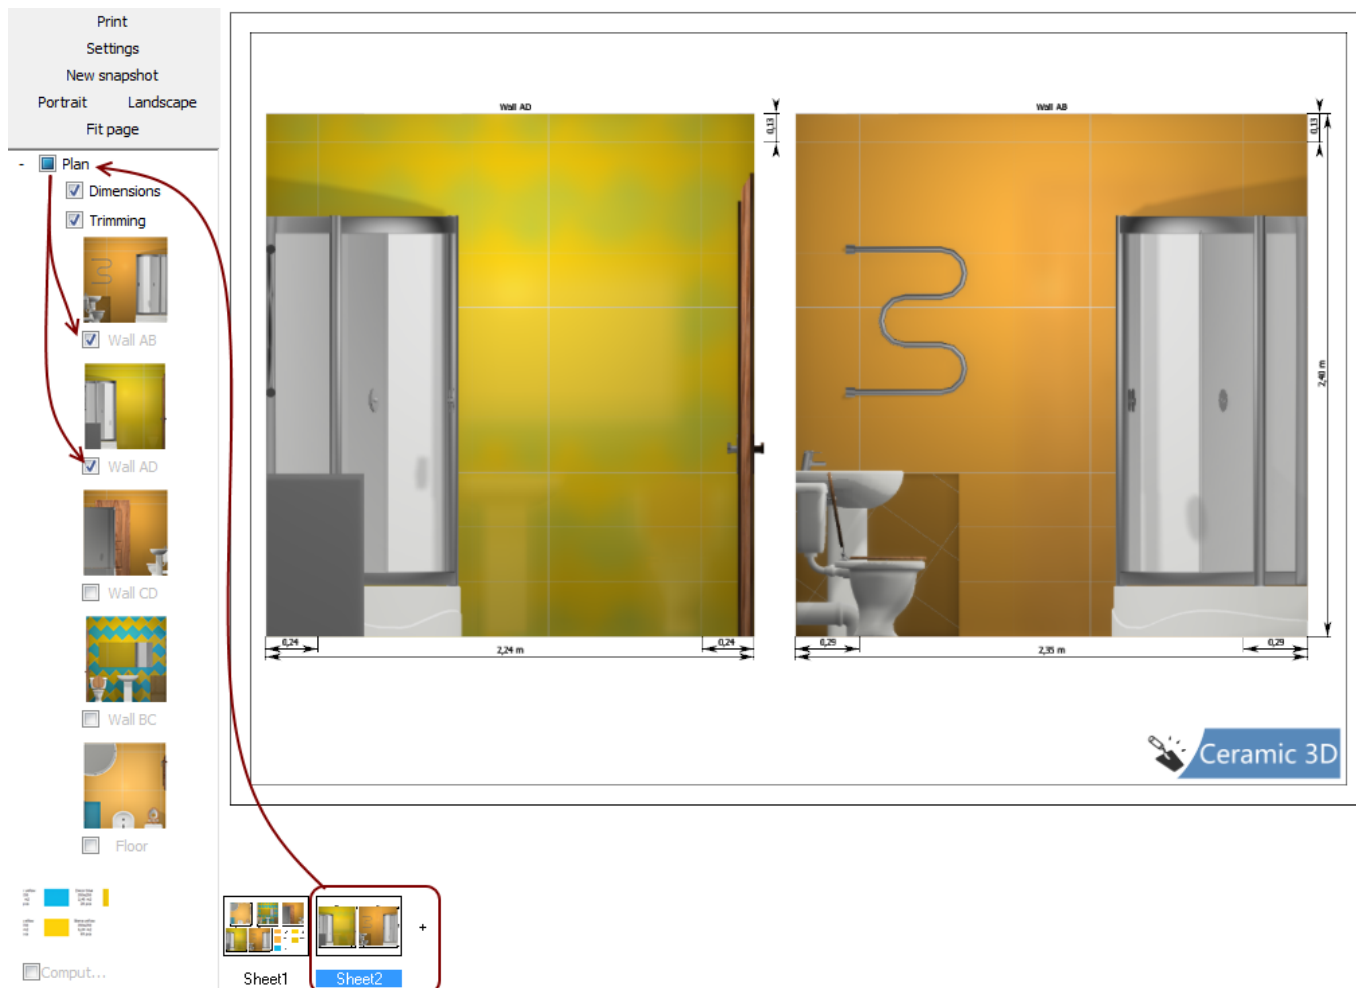 Print
Settings
New snapshot
Portrait Landscape
Fit page
- Plan
Dimensions
Trimming
Wall AB
Wall AD
Wall CD
Wall BC
Floor
Comput...
Wall AD
0,13
0,24
0,24
2,24 m
Wall AB
0,13
2,40 m
0,29
0,29
2,35 m
Ceramic 3D
+
Sheet1
Sheet2